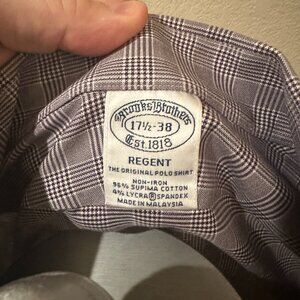 Brooks Brothers
17½-38
Est. 1818
REGENT
THE ORIGINAL POLO SHIRT
NON-IRON
96% SUPIMA COTTON
4% LYCRA® SPANDEX
MADE IN MALAYSIA